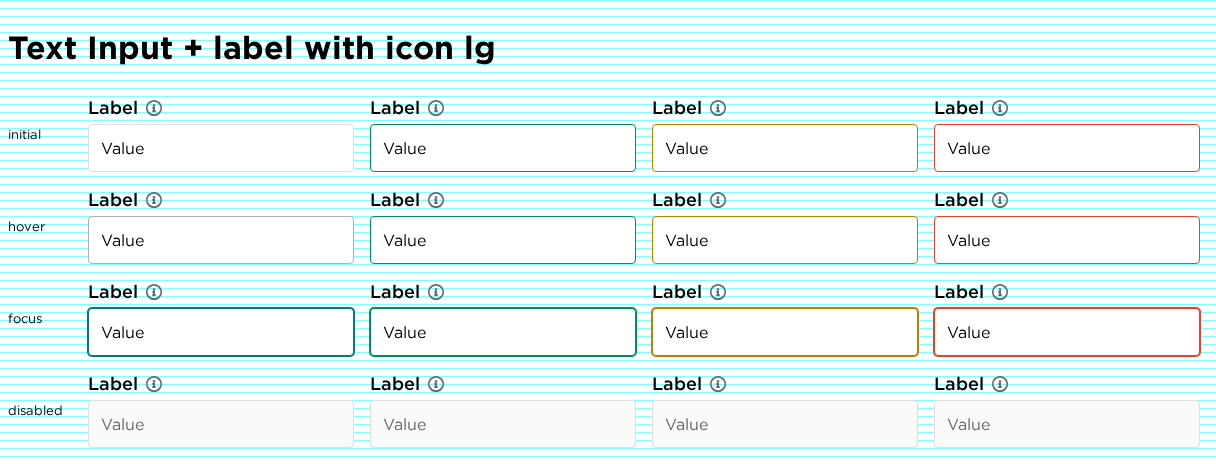 Text Input + label with icon lg
Label Label Label Label
initial Value Value Value Value
Label Label Label Label
hover Value Value Value Value
Label Label Label Label
focus Value Value Value Value
Label Label Label Label
disabled Value Value Value Value